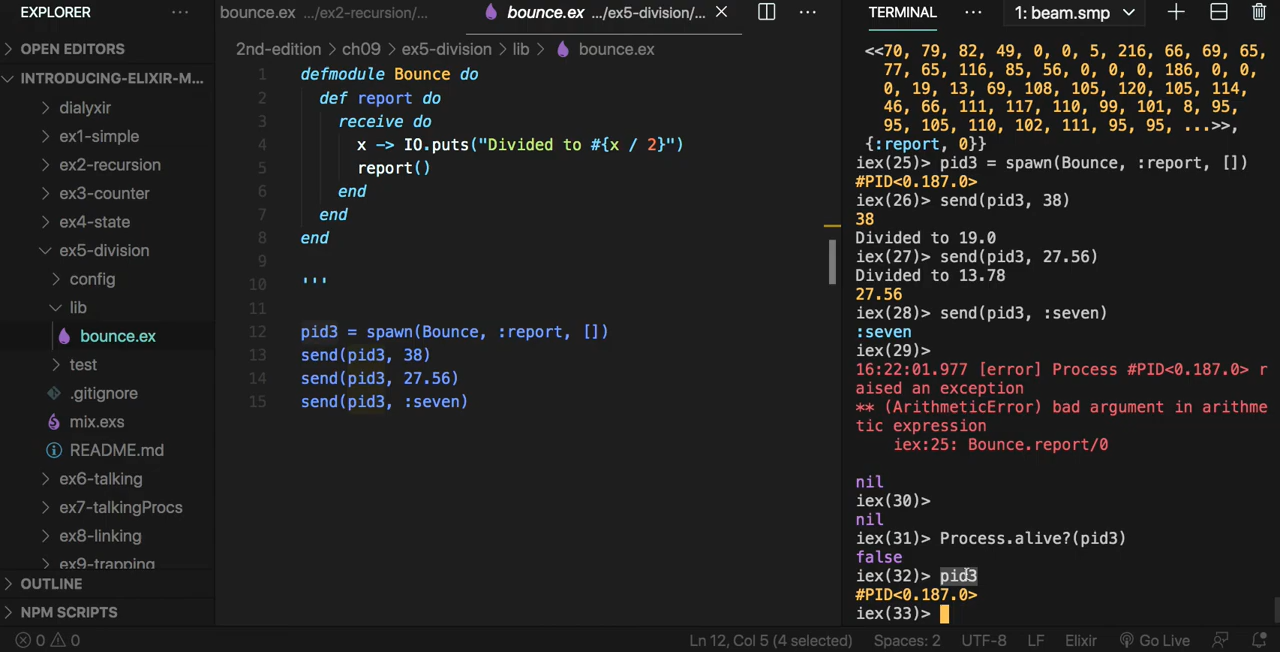 EXPLORER
OPEN EDITORS
INTRODUCING-ELIXIR-M...
dialyxir
ex1-simple
ex2-recursion
ex3-counter
ex4-state
ex5-division
config
lib
bounce.ex
test
.gitignore
mix.exs
README.md
ex6-talking
ex7-talkingProcs
ex8-linking
ex9-trapping
OUTLINE
NPM SCRIPTS
bounce.ex .../ex2-recursion/...
bounce.ex .../ex5-division/...
2nd-edition > ch09 > ex5-division > lib > bounce.ex
1 defmodule Bounce do
2 def report do
3 receive do
4 x -> IO.puts("Divided to #{x / 2}")
5 report()
6 end
7 end
8 end
9
10 '''
11
12 pid3 = spawn(Bounce, :report, [])
13 send(pid3, 38)
14 send(pid3, 27.56)
15 send(pid3, :seven)
TERMINAL
1: beam.smp
<<70, 79, 82, 49, 0, 0, 5, 216, 66, 69, 65,
77, 65, 116, 85, 56, 0, 0, 0, 186, 0, 0,
0, 19, 13, 69, 108, 105, 120, 105, 114,
46, 66, 111, 117, 110, 99, 101, 8, 95,
95, 105, 110, 102, 111, 95, 95, ...>>,
{:report, 0}}
iex(25)> pid3 = spawn(Bounce, :report, [])
#PID<0.187.0>
iex(26)> send(pid3, 38)
38
Divided to 19.0
iex(27)> send(pid3, 27.56)
Divided to 13.78
27.56
iex(28)> send(pid3, :seven)
:seven
iex(29)>
16:22:01.977 [error] Process #PID<0.187.0> r
aised an exception
** (ArithmeticError) bad argument in arithme
tic expression
iex:25: Bounce.report/0
nil
iex(30)>
nil
iex(31)> Process.alive?(pid3)
false
iex(32)> pid3
#PID<0.187.0>
iex(33)>
0 0
Ln 12, Col 5 (4 selected)
Spaces: 2
UTF-8
LF
Elixir
Go Live